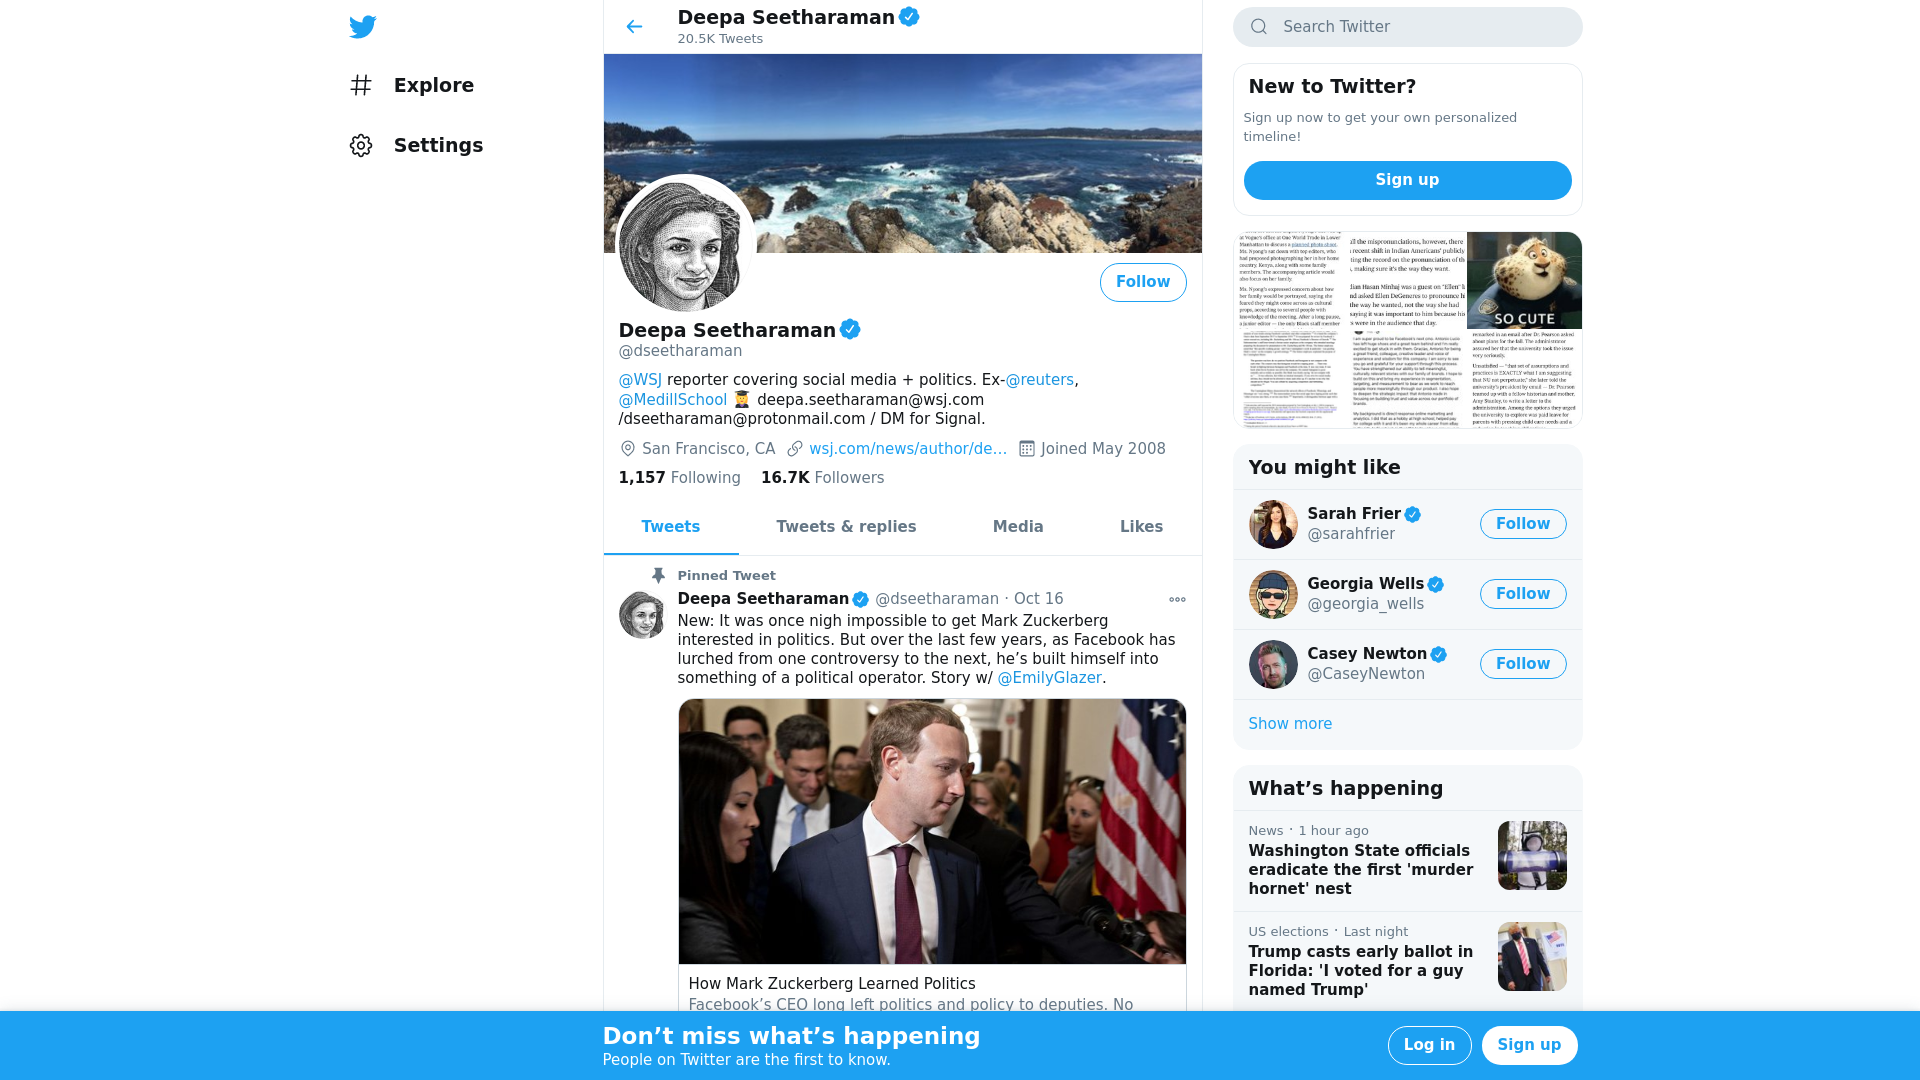 Explore
Settings
Deepa Seetharaman
20.5K Tweets
Follow
Deepa Seetharaman
@dseetharaman
@WSJ reporter covering social media + politics. Ex-@reuters,
@MedillSchool 👩‍🎓 deepa.seetharaman@wsj.com
/dseetharaman@protonmail.com / DM for Signal.
San Francisco, CA wsj.com/news/author/de… Joined May 2008
1,157 Following 16.7K Followers
Tweets Tweets & replies Media Likes
Pinned Tweet
Deepa Seetharaman @dseetharaman · Oct 16
New: It was once nigh impossible to get Mark Zuckerberg
interested in politics. But over the last few years, as Facebook has
lurched from one controversy to the next, he’s built himself into
something of a political operator. Story w/ @EmilyGlazer.
How Mark Zuckerberg Learned Politics
Facebook’s CEO long left politics and policy to deputies. No
Search Twitter
New to Twitter?
Sign up now to get your own personalized
timeline!
Sign up
SO CUTE
You might like
Sarah Frier
@sarahfrier
Follow
Georgia Wells
@georgia_wells
Follow
Casey Newton
@CaseyNewton
Follow
Show more
What’s happening
News · 1 hour ago
Washington State officials
eradicate the first 'murder
hornet' nest
US elections · Last night
Trump casts early ballot in
Florida: 'I voted for a guy
named Trump'
Don’t miss what’s happening
People on Twitter are the first to know.
Log in
Sign up